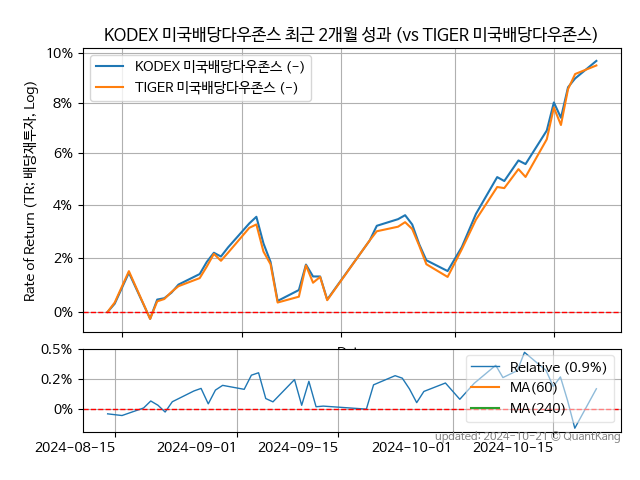 KODEX 미국배당다우존스 최근 2개월 성과 (vs TIGER 미국배당다우존스)
10%
8%
6%
4%
2%
0%
Rate of Return (TR: 배당재투자, Log)
KODEX 미국배당다우존스 (-)
TIGER 미국배당다우존스 (-)
0.5%
0.2%
0%
Relative (0.9%)
MA(60)
MA(240)
updated: 2024-10-21 © QuantKang
2024-08-15
2024-09-01
2024-09-15
2024-10-01
2024-10-15